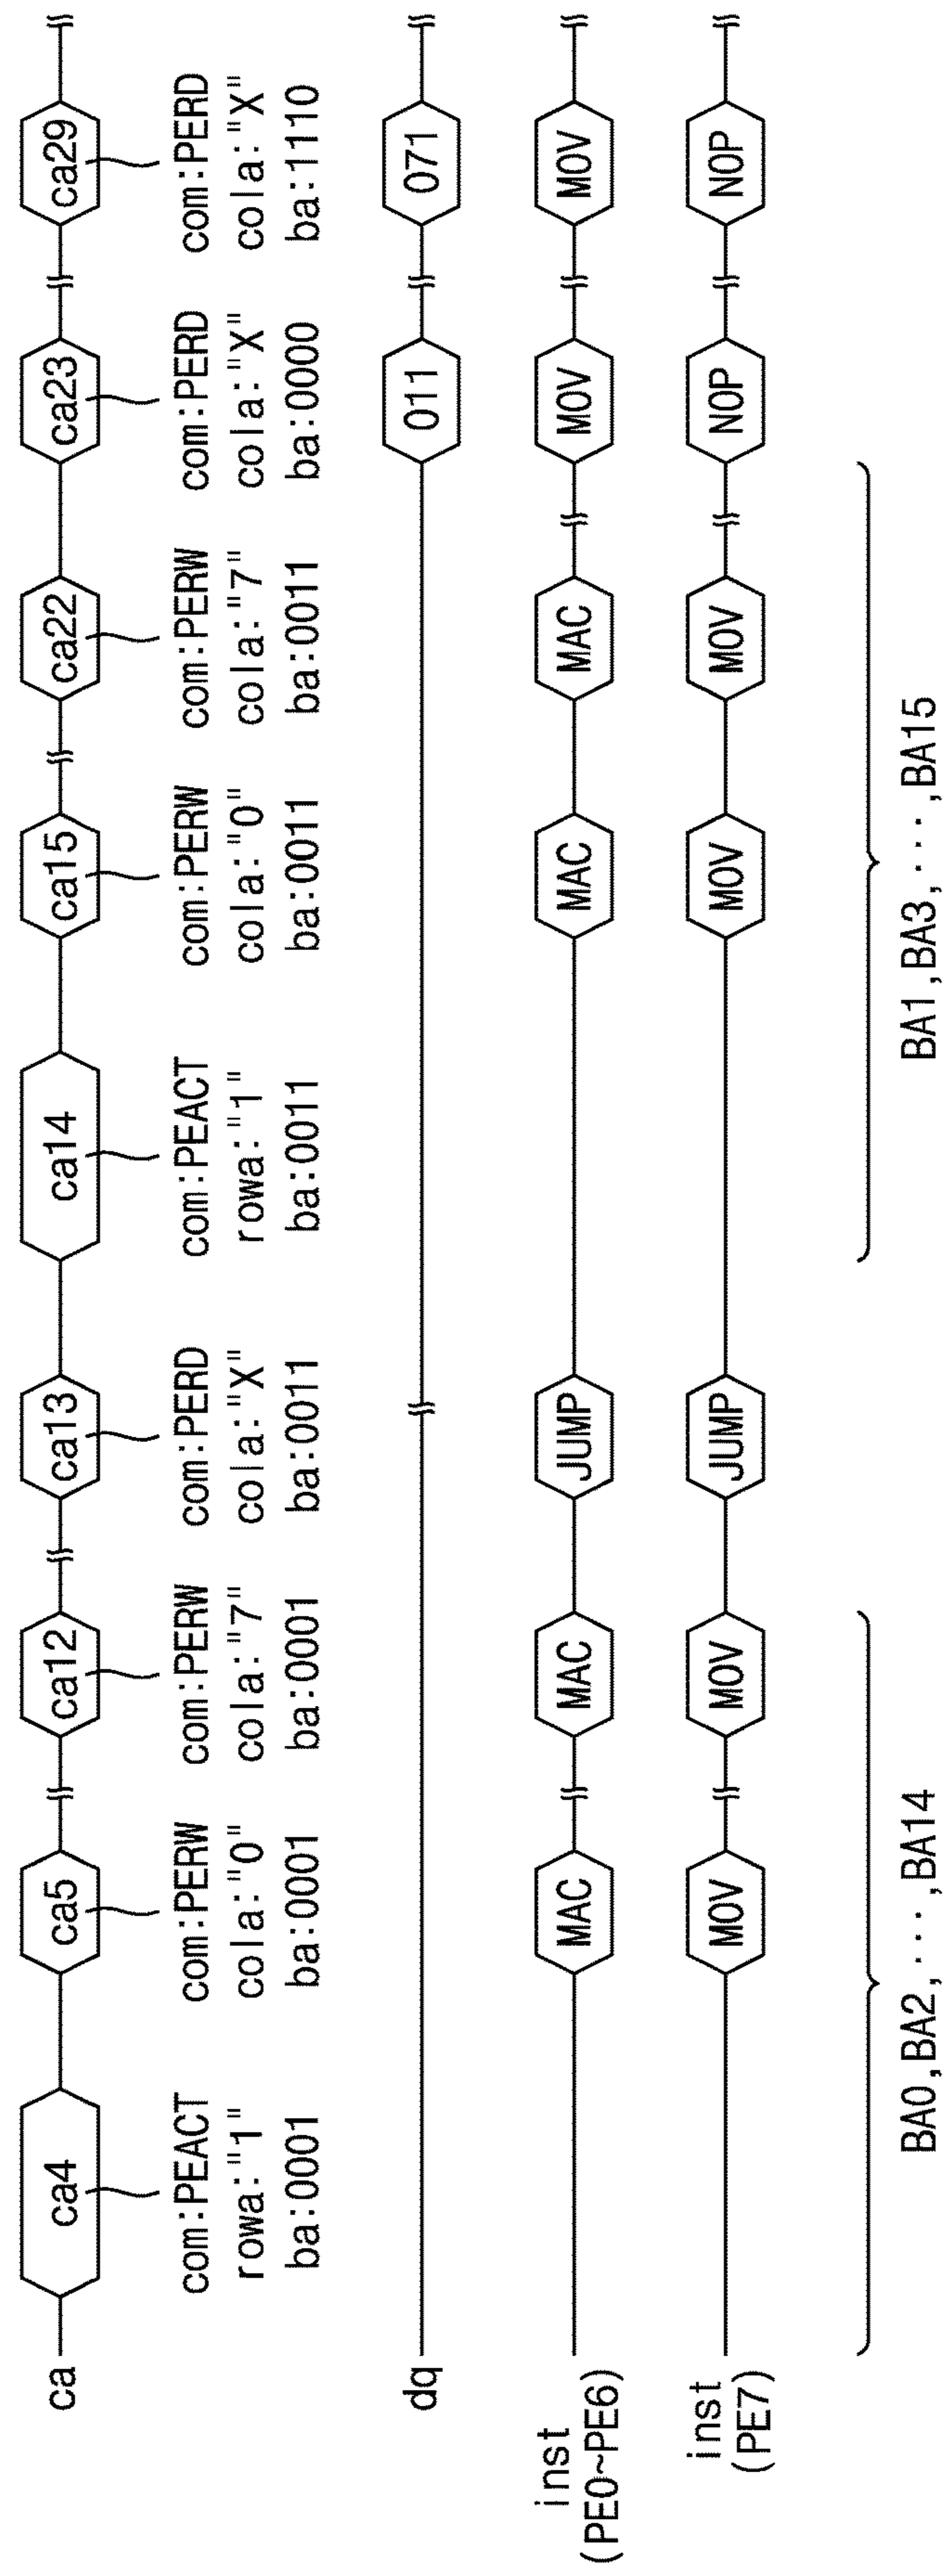 ca
ca4
ca5
ca12
ca13
ca14
ca15
ca22
ca23
ca29
com:PEACT
rowa:"1"
ba:0001
com:PERW
cola:"0"
ba:0001
com:PERW
cola:"7"
ba:0001
com:PERD
cola:"X"
ba:0011
com:PEACT
rowa:"1"
ba:0011
com:PERW
cola:"0"
ba:0011
com:PERW
cola:"7"
ba:0011
com:PERD
cola:"X"
ba:0000
com:PERD
cola:"X"
ba:1110
dq
011
071
inst
(PE0~PE6)
MAC
MAC
JUMP
MAC
MAC
MOV
MOV
inst
(PE7)
MOV
MOV
JUMP
MOV
MOV
NOP
NOP
BA0,BA2,···,BA14
BA1,BA3,···,BA15